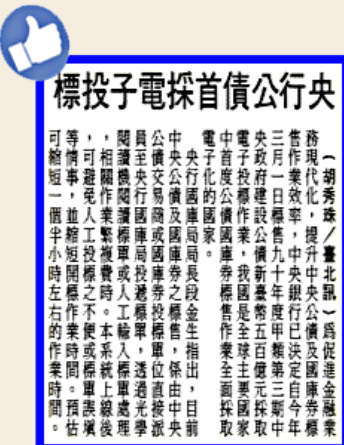 央行公債首採電子投標
（胡秀珠／臺北訊）爲促進金融業
務現代化，提升中央公債及國庫券標
售作業效率，中央銀行已決定自今年
三月一日標售九十年度甲類第三期中
央政府建設公債新臺幣五百億元採取
電子投標作業，我國是全球主要國家
中首度公債國庫券標售作業全面採取
電子化的國家。
央行國庫局局長段金生指出，目前
中央公債及國庫券之標售，係由中央
公債交易商或國庫券投標單位直接派
員至央行國庫局投遞標單，透過光學
閱讀機閱讀標單或人工輸入標單處理
，相關作業繁複費時。本系統上線後
，可避免人工投標之不便或標單誤塡
等情事，並縮短開標作業時間。預估
可縮短一個半小時左右的作業時間。